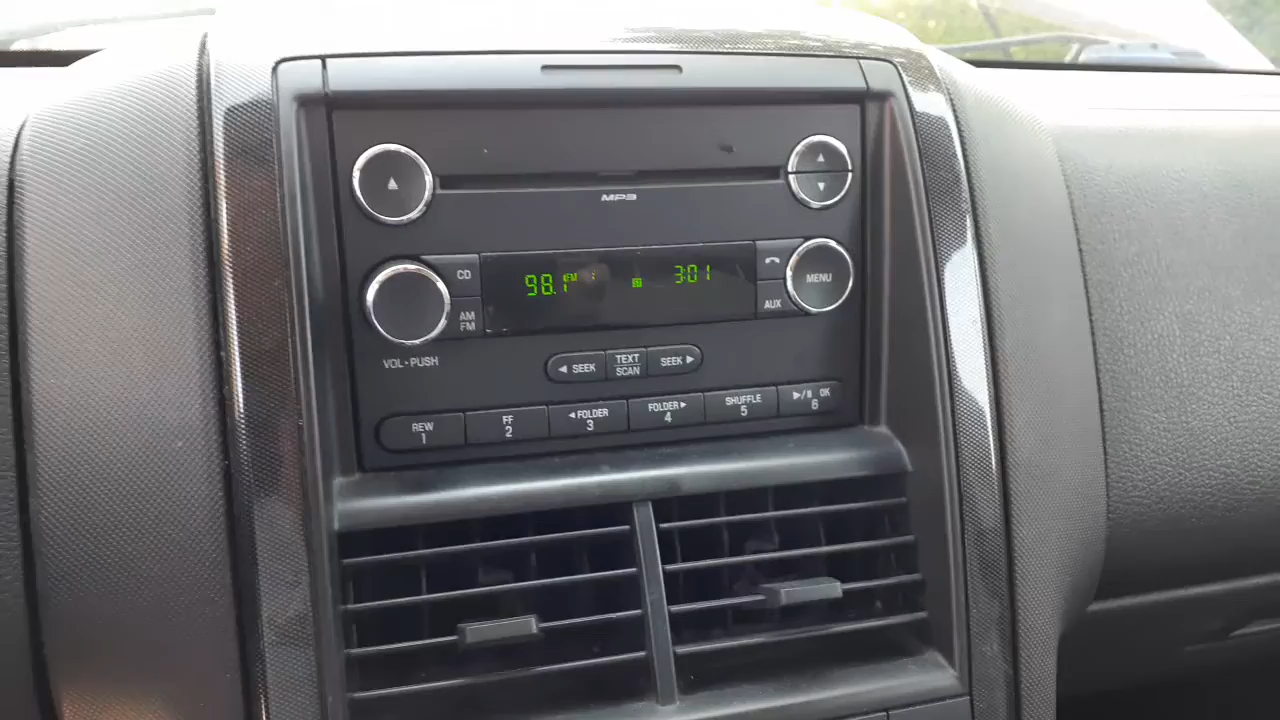 MP3
CD
98.1 FM 3:01
AM
FM
AUX
MENU
VOL-PUSH
SEEK
TEXT
SCAN
SEEK
REW
1
FF
2
FOLDER
3
FOLDER
4
SHUFFLE
5
OK
6